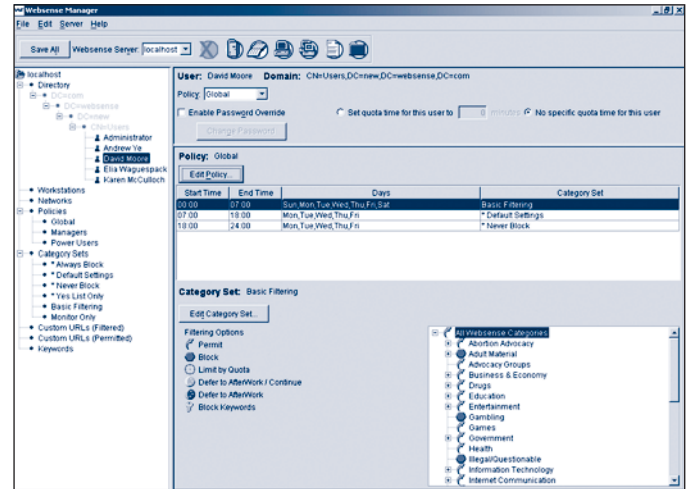 Websense Manager
File Edit Server Help
Save All Websense Server: localhost
localhost
Directory
DC=com
DC=websense
DC=new
CN=Users
Administrator
Andrew Ye
David Moore
Elia Waguespack
Karen McCulloch
Workstations
Networks
Policies
Global
Managers
Power Users
Category Sets
* Always Block
* Default Settings
* Never Block
* Yes List Only
Basic Filtering
Monitor Only
Custom URLs (Filtered)
Custom URLs (Permitted)
Keywords
User: David Moore Domain: CN=Users,DC=new,DC=websense,DC=com
Policy: Global
Enable Password Override Set quota time for this user to 0 minutes No specific quota time for this user
Change Password
Policy: Global
Edit Policy...
Start Time End Time Days Category Set
00:00 07:00 Sun,Mon,Tue,Wed,Thu,Fri,Sat Basic Filtering
07:00 18:00 Mon,Tue,Wed,Thu,Fri * Default Settings
18:00 24:00 Mon,Tue,Wed,Thu,Fri * Never Block
Category Set: Basic Filtering
Edit Category Set...
Filtering Options
Permit
Block
Limit by Quota
Defer to AfterWork / Continue
Defer to AfterWork
Block Keywords
All Websense Categories
Abortion Advocacy
Adult Material
Advocacy Groups
Business & Economy
Drugs
Education
Entertainment
Gambling
Games
Government
Health
Illegal/Questionable
Information Technology
Internet Communication